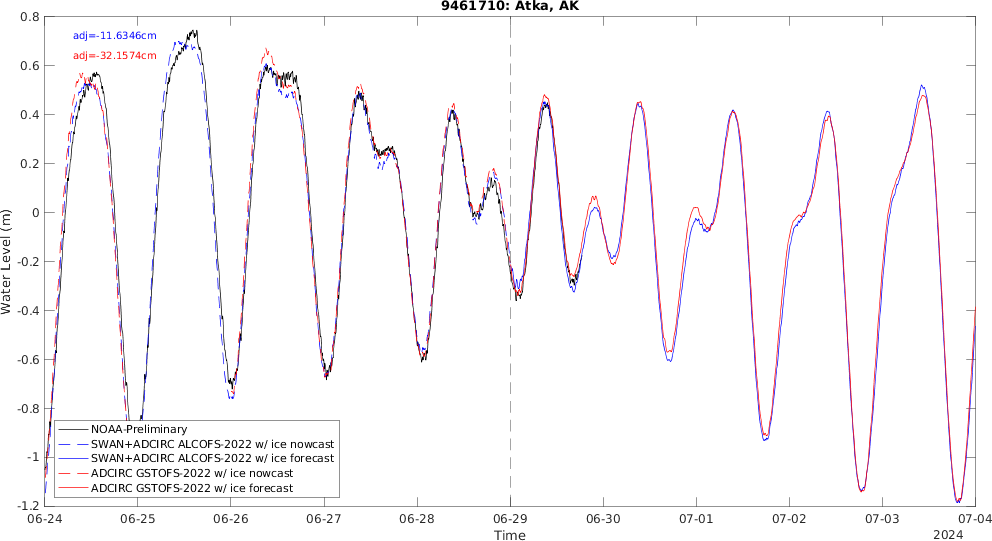 9461710: Atka, AK
adj=-11.6346cm
adj=-32.1574cm
Water Level (m)
0.8
0.6
0.4
0.2
0
-0.2
-0.4
-0.6
-0.8
-1
-1.2
NOAA-Preliminary
SWAN+ADCIRC ALCOFS-2022 w/ ice nowcast
SWAN+ADCIRC ALCOFS-2022 w/ ice forecast
ADCIRC GSTOFS-2022 w/ ice nowcast
ADCIRC GSTOFS-2022 w/ ice forecast
06-24 06-25 06-26 06-27 06-28 06-29 06-30 07-01 07-02 07-03 07-04
Time
2024